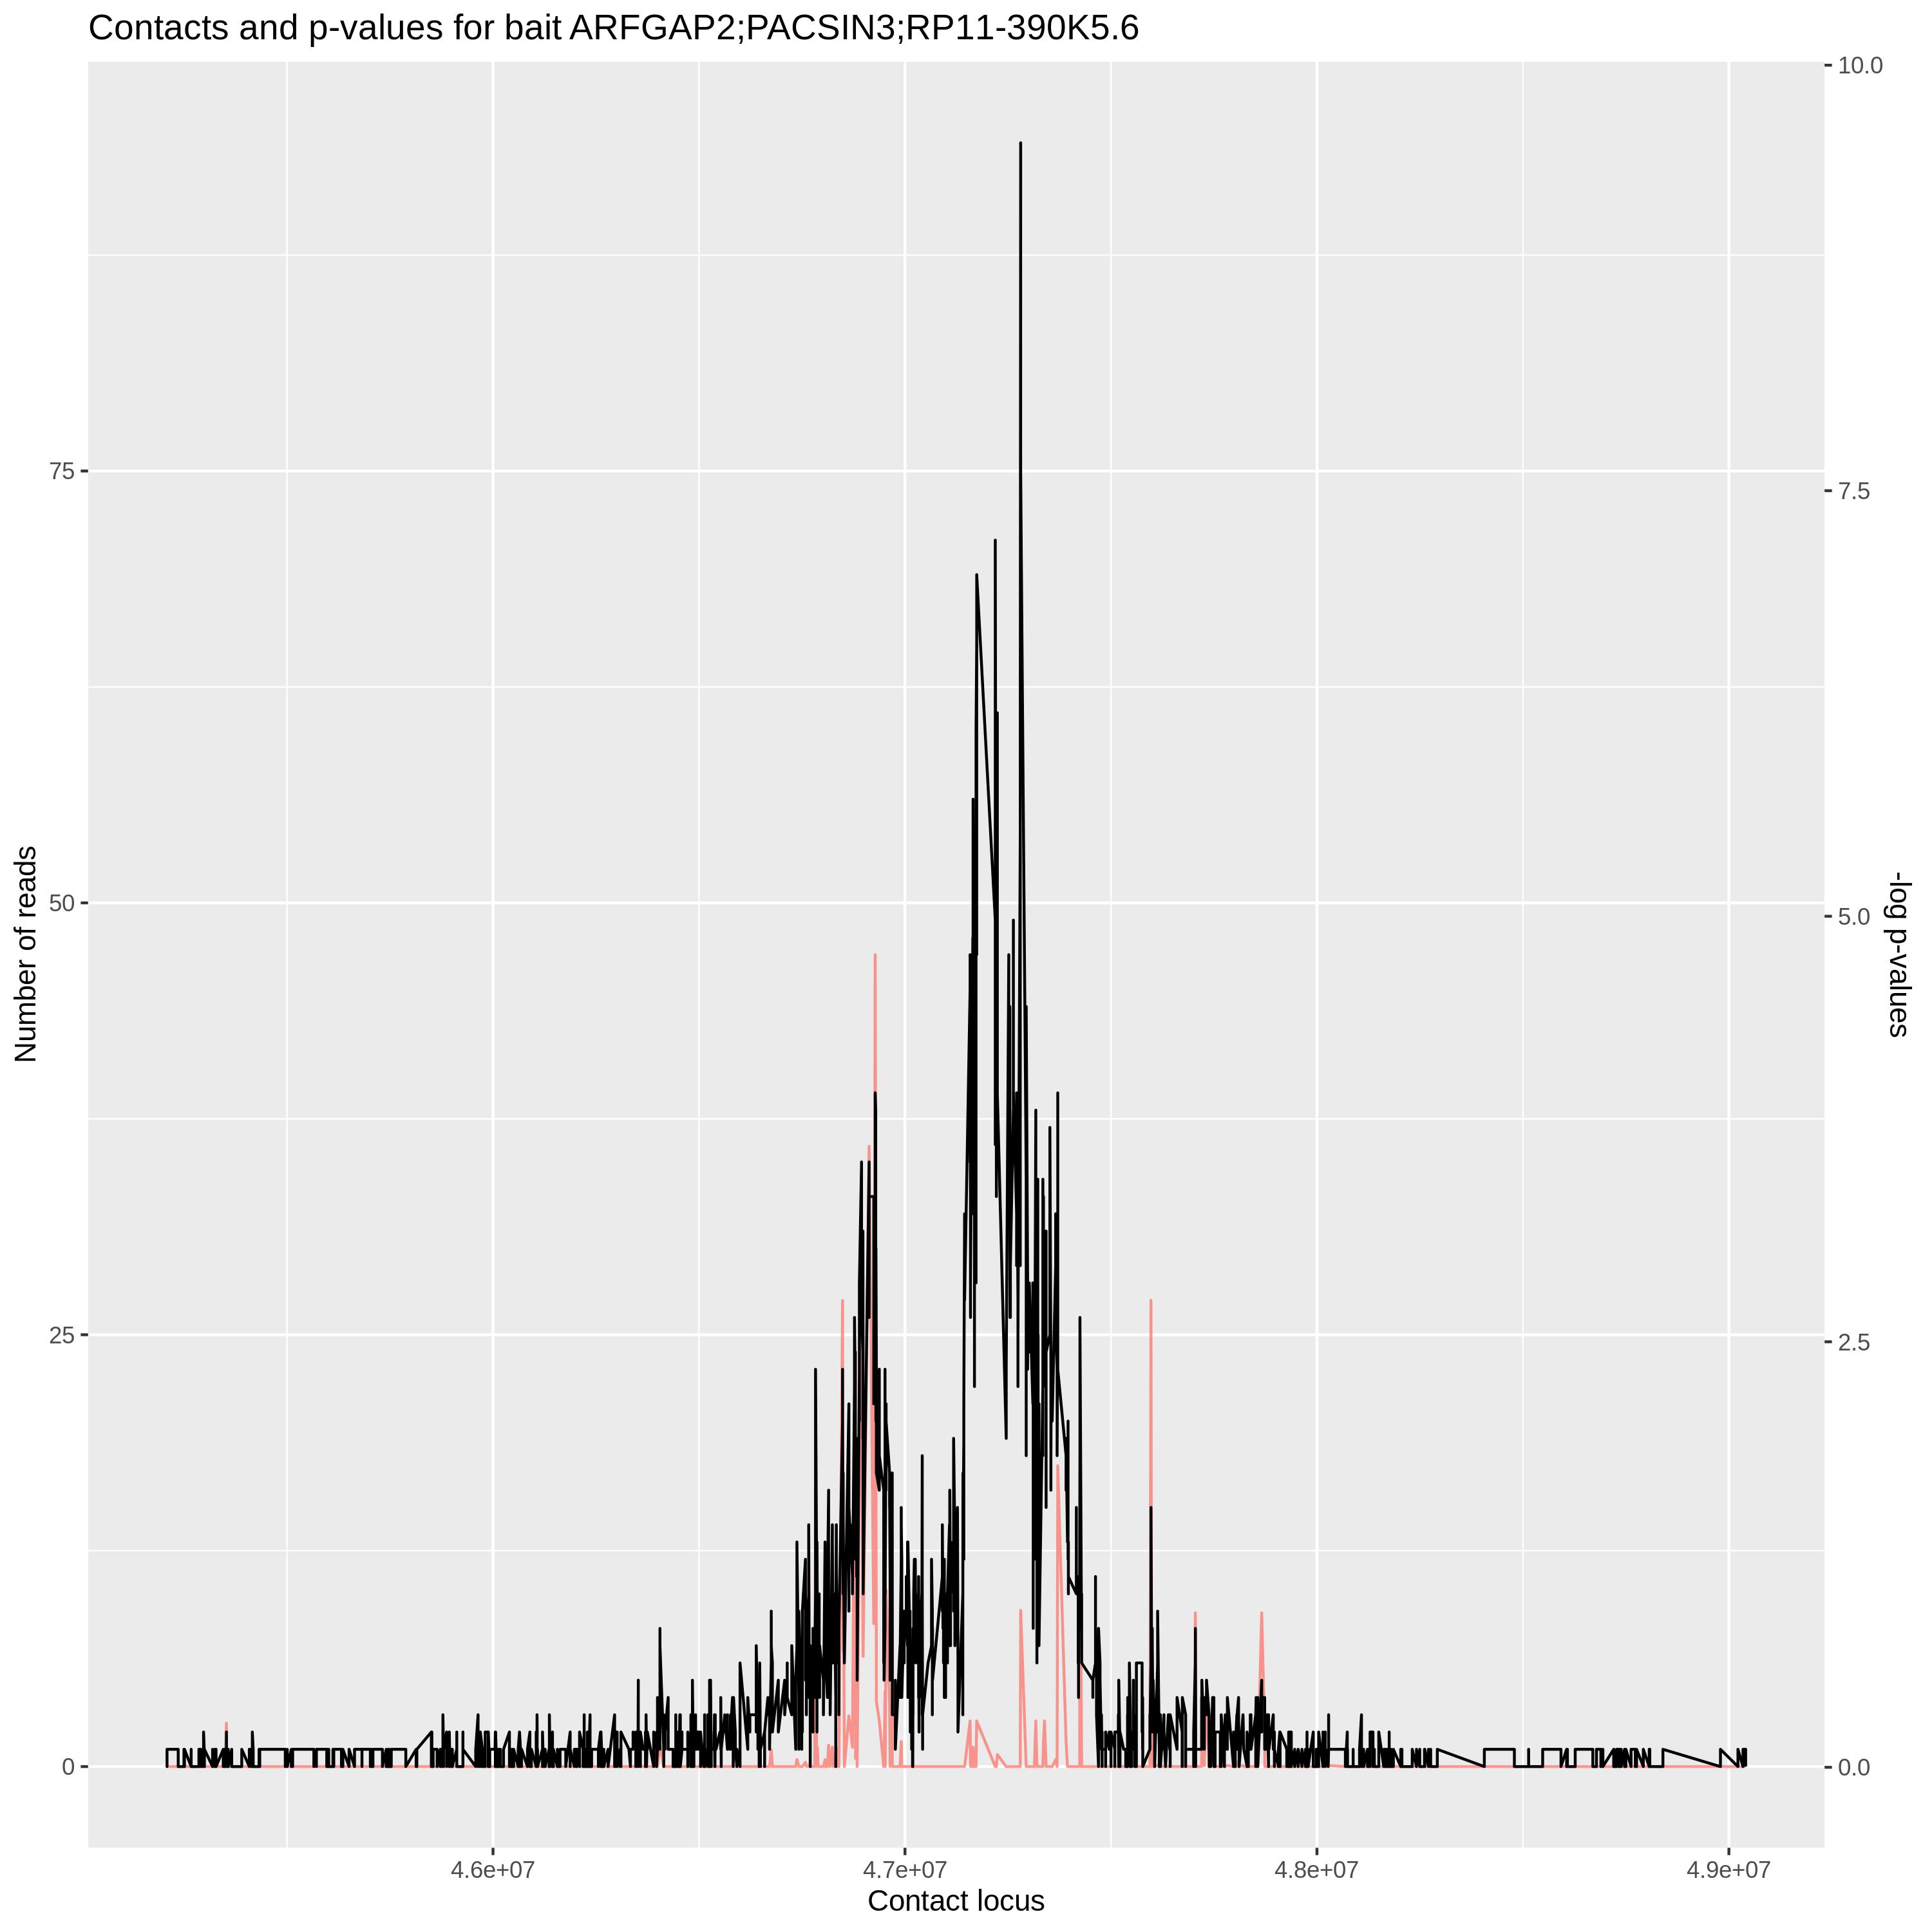 Contacts and p-values for bait ARFGAP2;PACSIN3;RP11-390K5.6
10.0
75
7.5
50
5.0
25
2.5
0
0.0
Number of reads
-log p-values
4.6e+07 4.7e+07 4.8e+07 4.9e+07
Contact locus